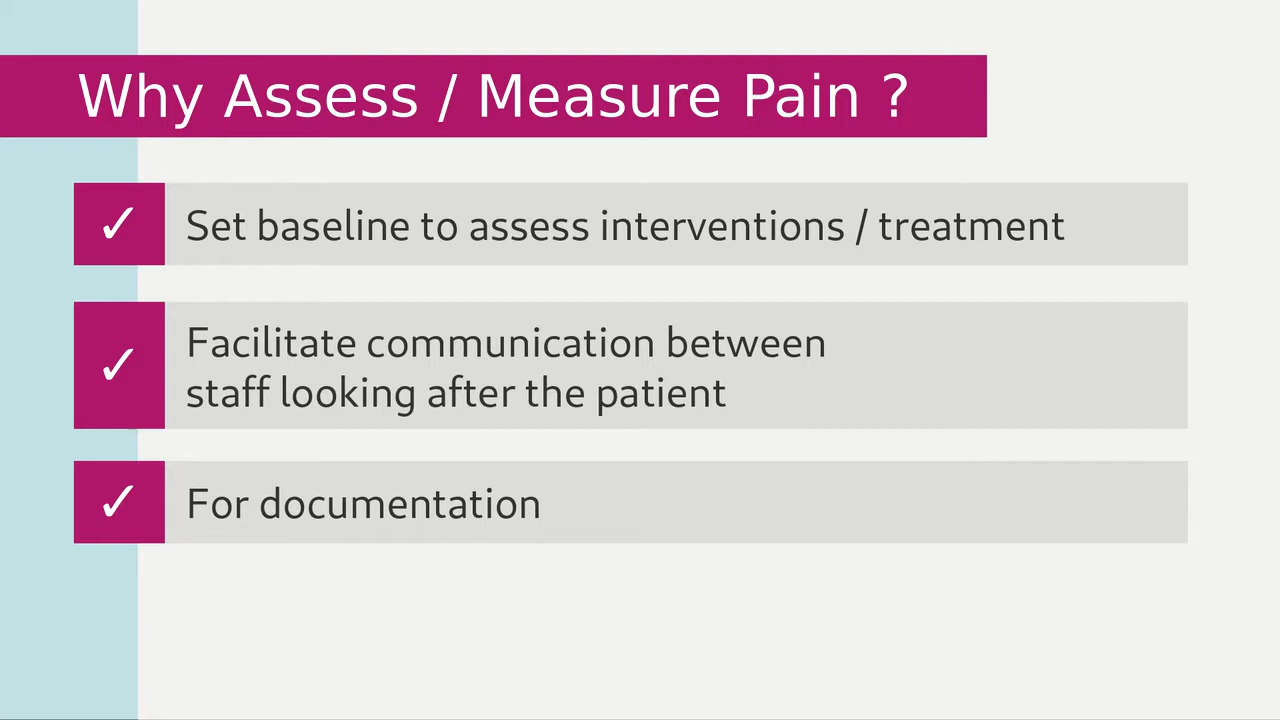 Why Assess / Measure Pain ?
✓ Set baseline to assess interventions / treatment
✓ Facilitate communication between
staff looking after the patient
✓ For documentation